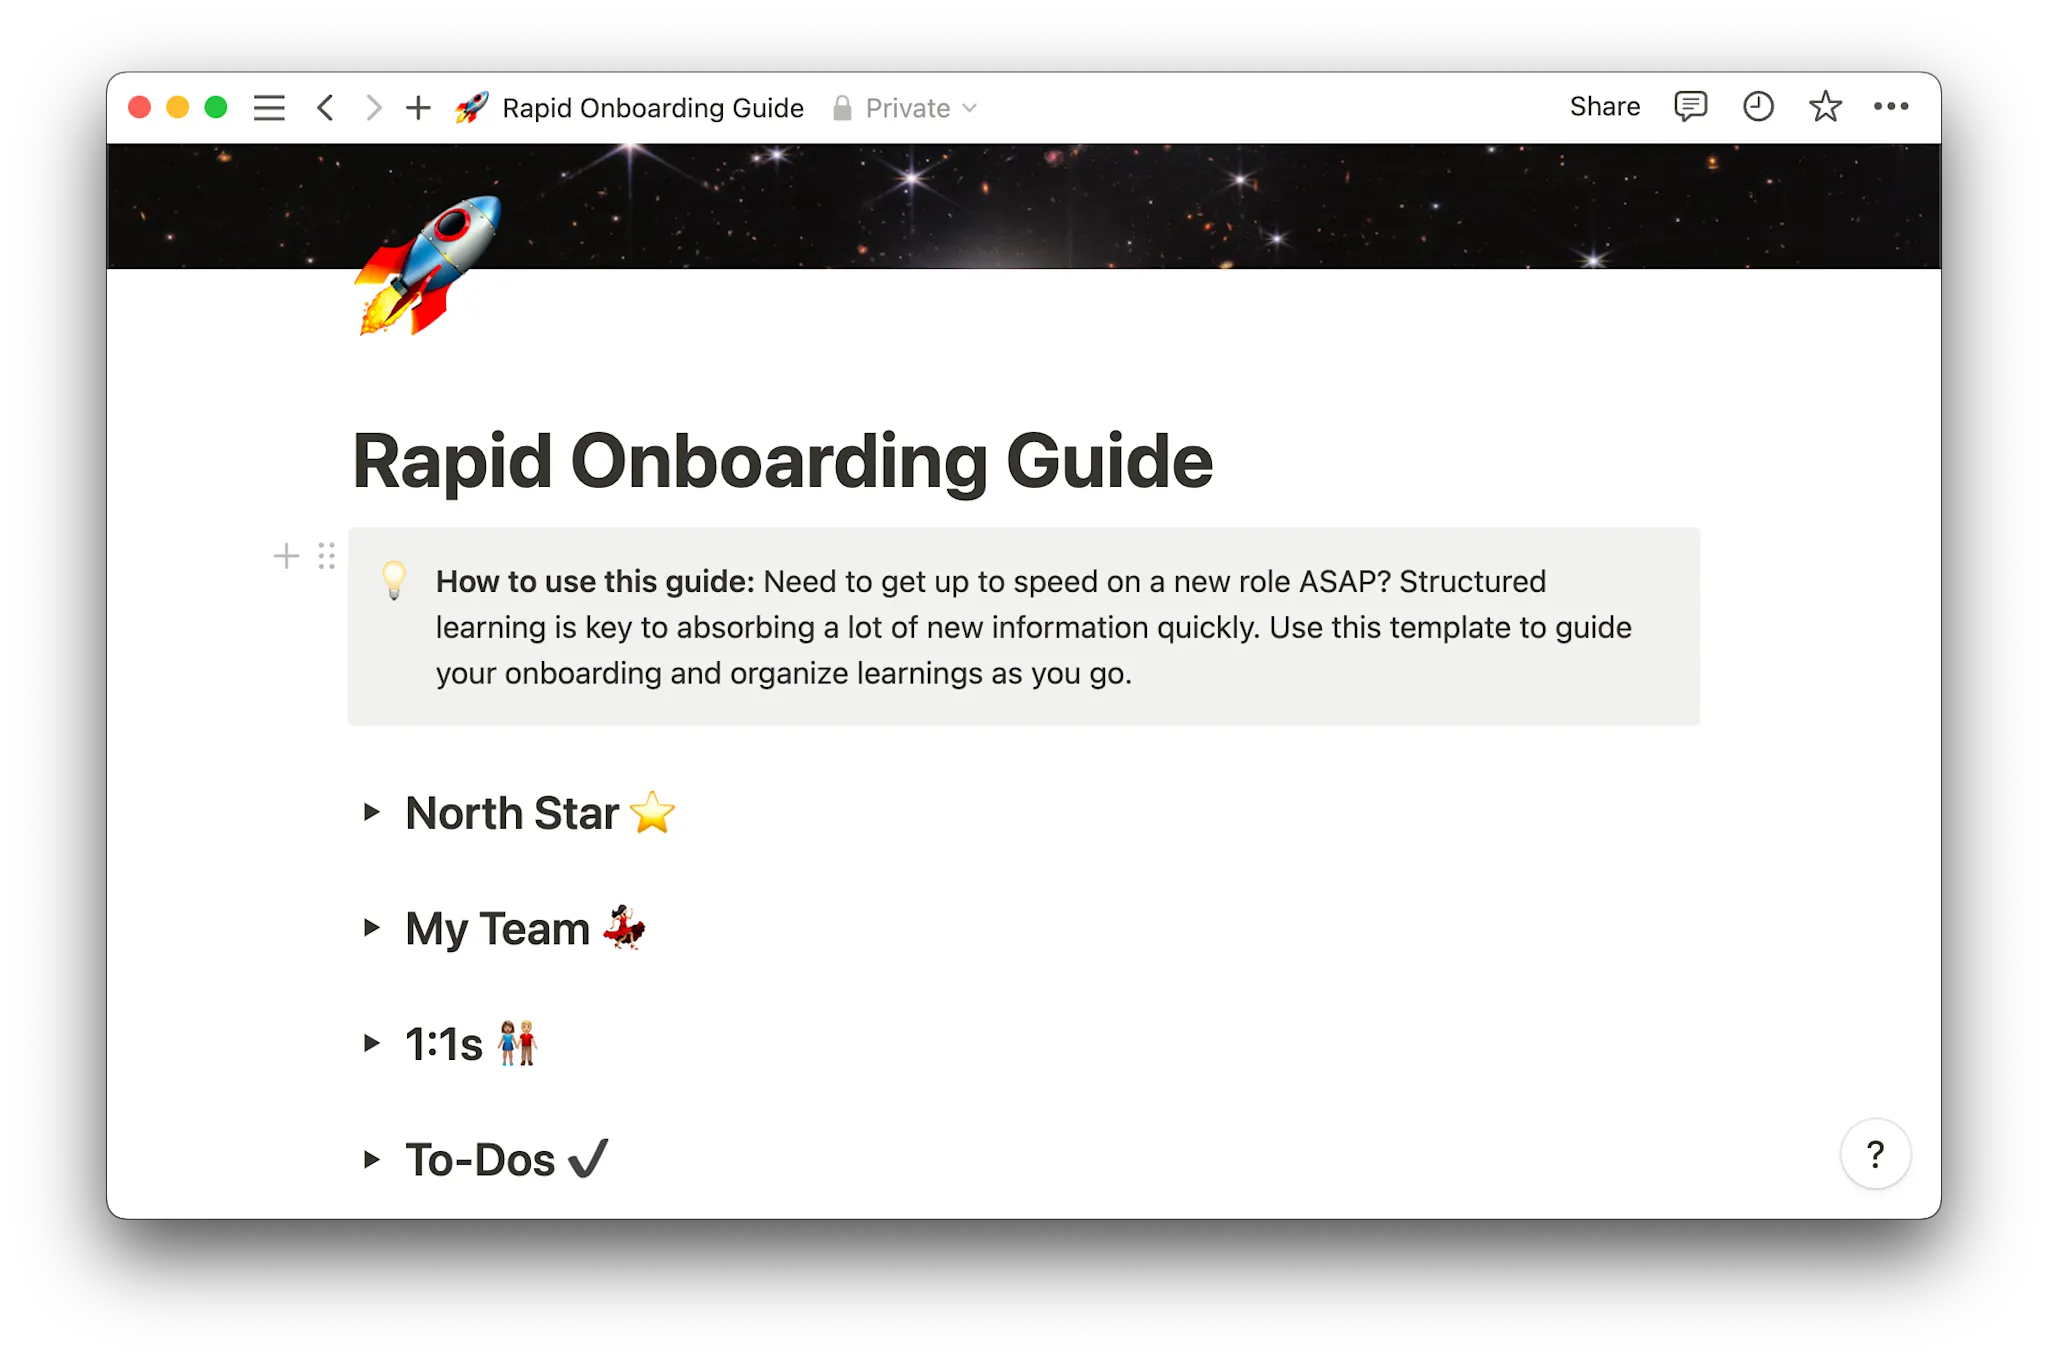 Rapid Onboarding Guide Private Share
Rapid Onboarding Guide
How to use this guide: Need to get up to speed on a new role ASAP? Structured
learning is key to absorbing a lot of new information quickly. Use this template to guide
your onboarding and organize learnings as you go.
North Star
My Team
1:1s
To-Dos
?